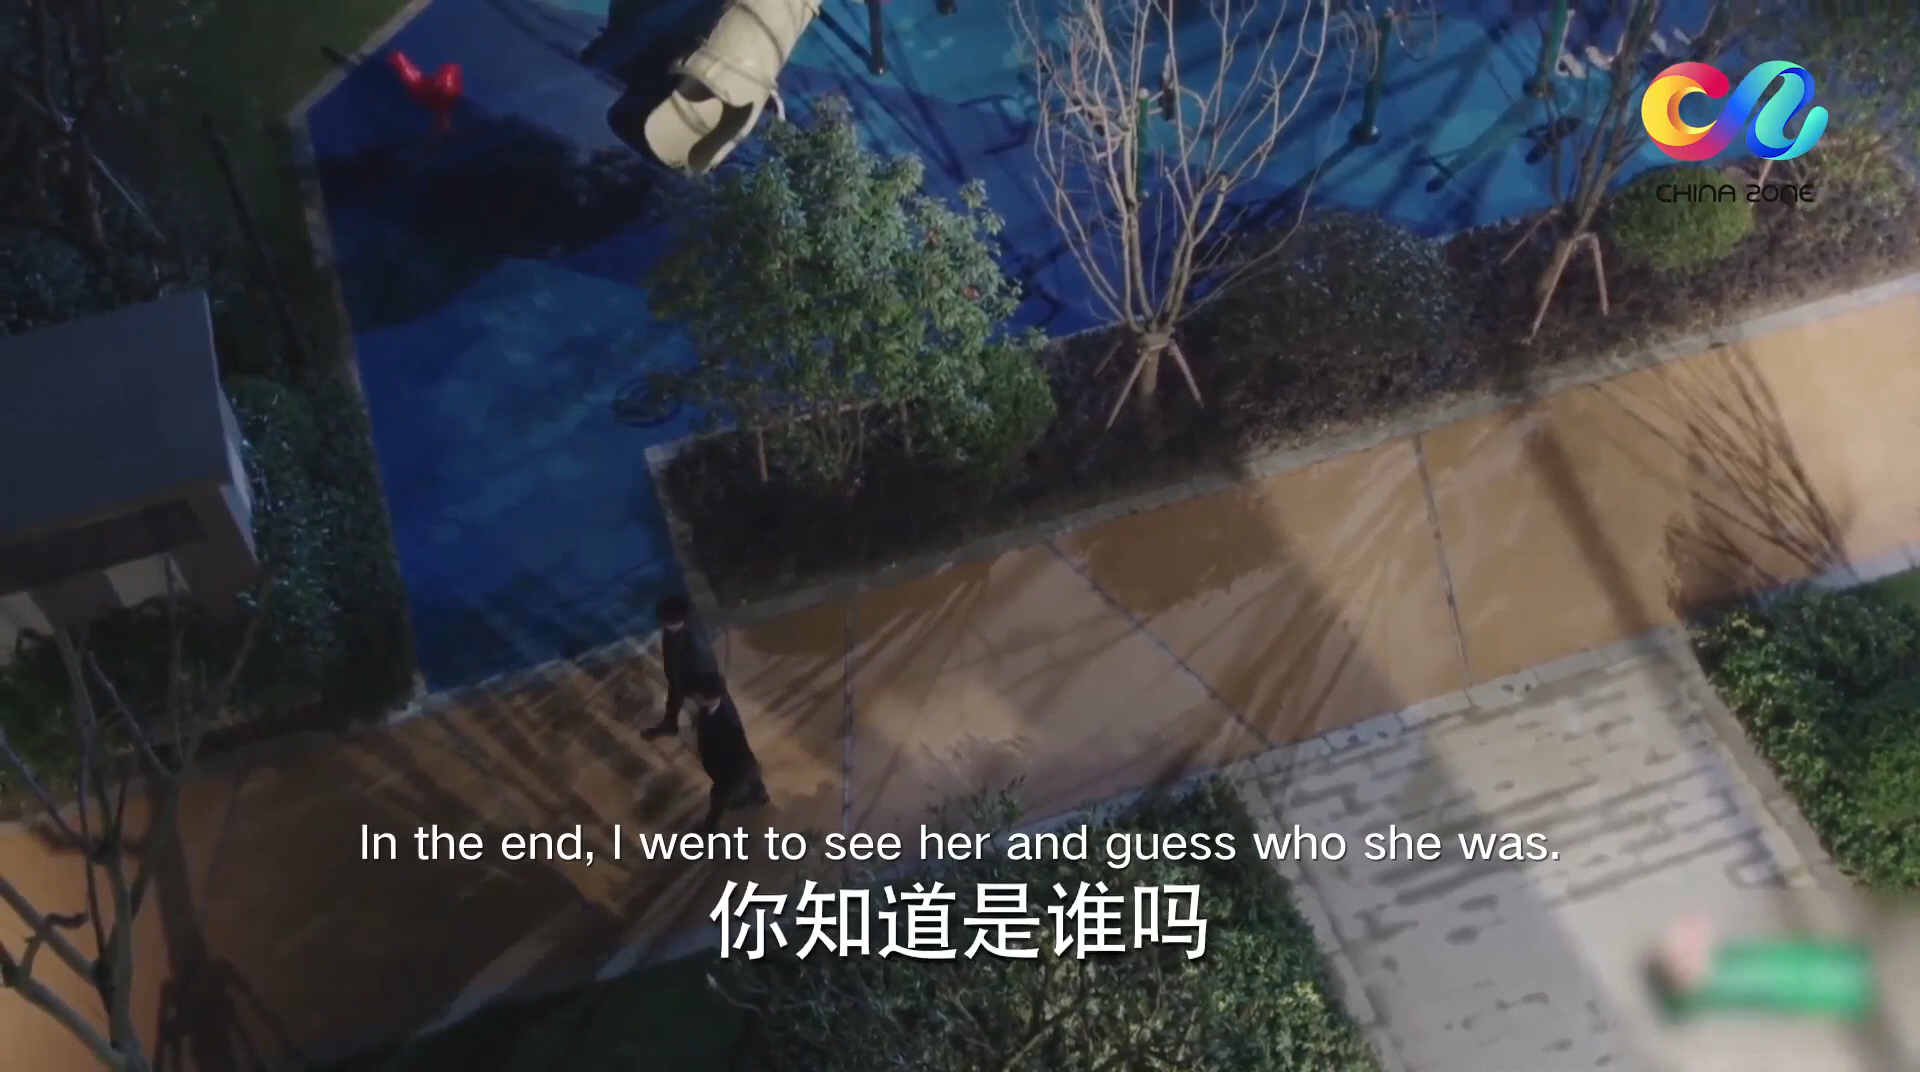 CHINA ZONE
In the end, I went to see her and guess who she was.
你知道是谁吗